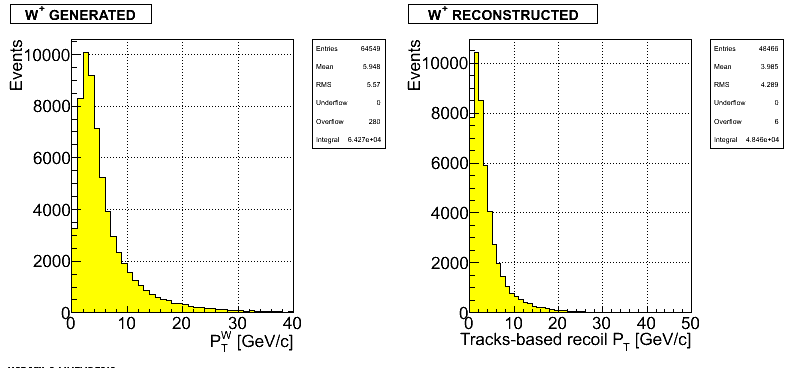 W+ GENERATED
Events
10000
8000
6000
4000
2000
0
0 10 20 30 40
P_T^W [GeV/c]
Entries 64549
Mean 5.948
RMS 5.57
Underflow 0
Overflow 280
Integral 6.427e+04
W+ RECONSTRUCTED
Events
10000
8000
6000
4000
2000
0
0 10 20 30 40 50
Tracks-based recoil P_T [GeV/c]
Entries 48466
Mean 3.985
RMS 4.289
Underflow 0
Overflow 6
Integral 4.846e+04